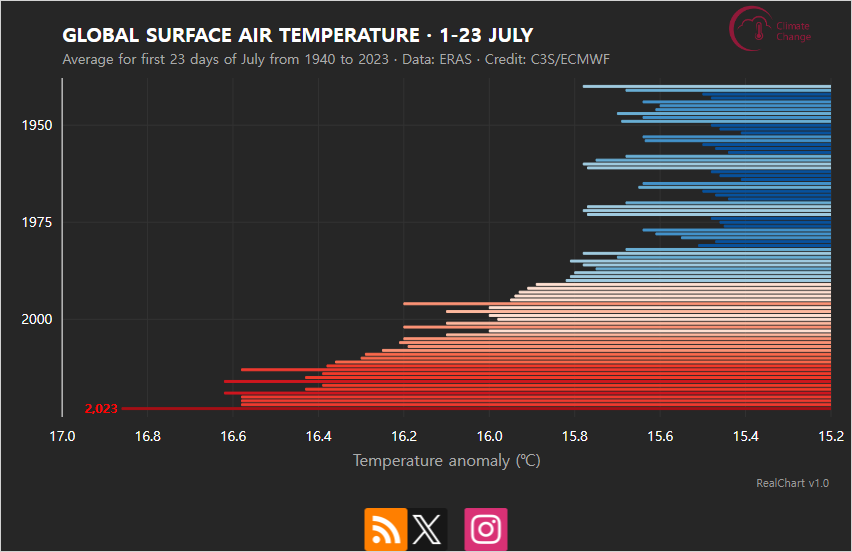 GLOBAL SURFACE AIR TEMPERATURE · 1-23 JULY
Average for first 23 days of July from 1940 to 2023 · Data: ERAS · Credit: C3S/ECMWF
Climate
Change
1950
1975
2000
2,023
17.0 16.8 16.6 16.4 16.2 16.0 15.8 15.6 15.4 15.2
Temperature anomaly (℃)
RealChart v1.0